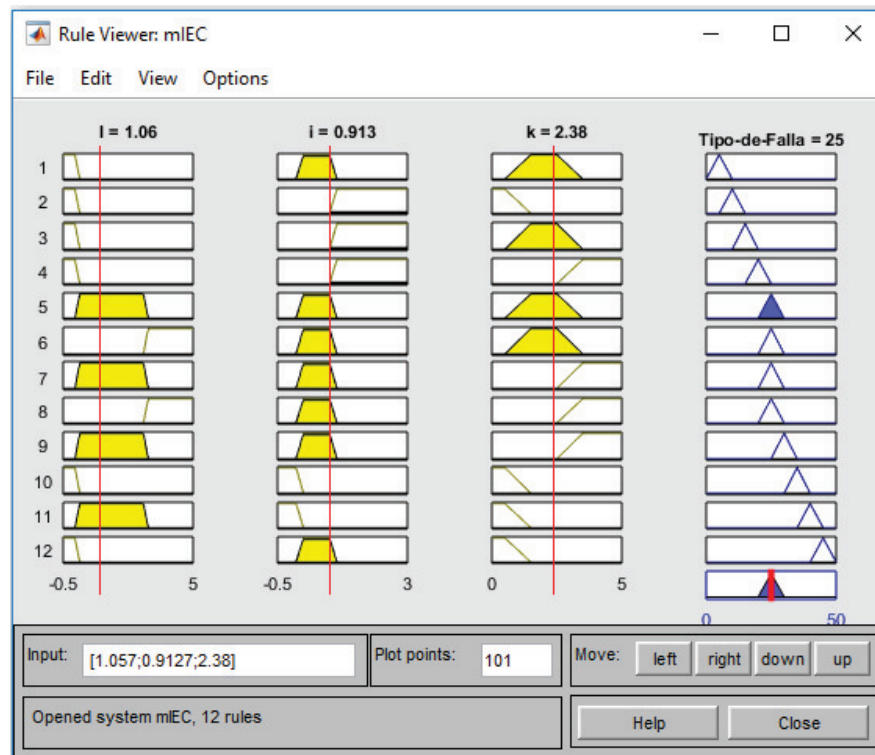 Rule Viewer: mIEC
File Edit View Options
I = 1.06 i = 0.913 k = 2.38 Tipo-de-Falla = 25
1
2
3
4
5
6
7
8
9
10
11
12
-0.5 5 -0.5 3 0 5
0 50
Input: [1.057;0.9127;2.38] Plot points: 101 Move: left right down up
Opened system mIEC, 12 rules Help Close